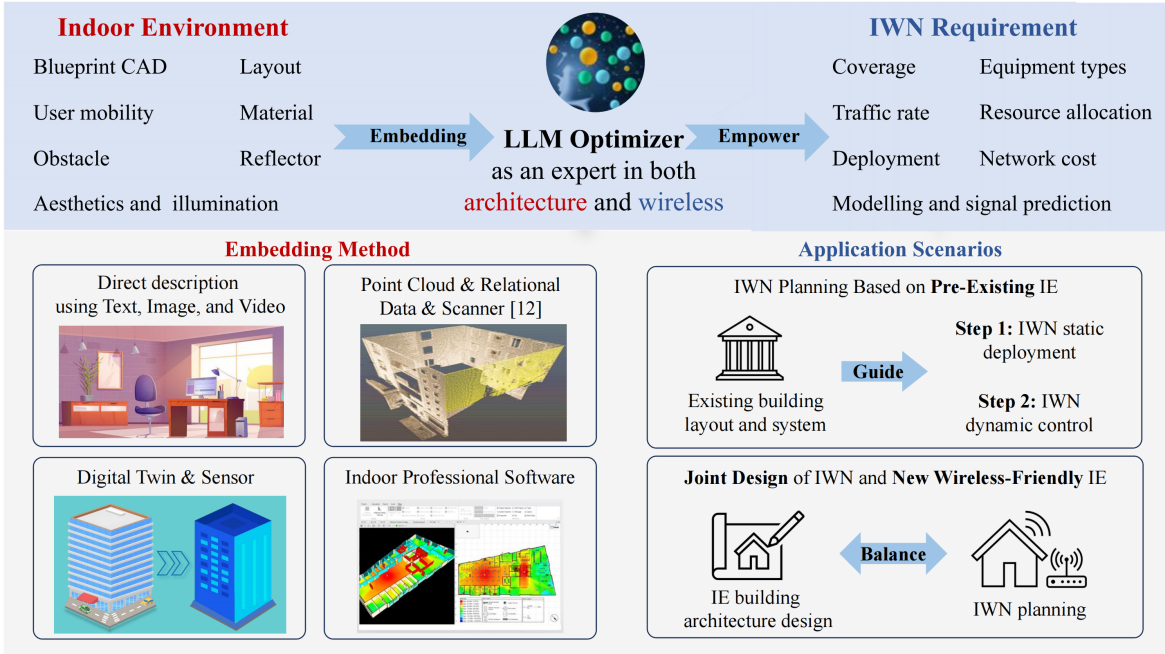 Indoor Environment
Blueprint CAD
Layout
User mobility
Material
Obstacle
Reflector
Aesthetics and illumination
Embedding
LLM Optimizer
as an expert in both
architecture and wireless
Empower
IWN Requirement
Coverage
Equipment types
Traffic rate
Resource allocation
Deployment
Network cost
Modelling and signal prediction
Embedding Method
Direct description
using Text, Image, and Video
Point Cloud & Relational
Data & Scanner [12]
Digital Twin & Sensor
Indoor Professional Software
Application Scenarios
IWN Planning Based on Pre-Existing IE
Existing building
layout and system
Guide
Step 1: IWN static
deployment
Step 2: IWN
dynamic control
Joint Design of IWN and New Wireless-Friendly IE
IE building
architecture design
Balance
IWN planning